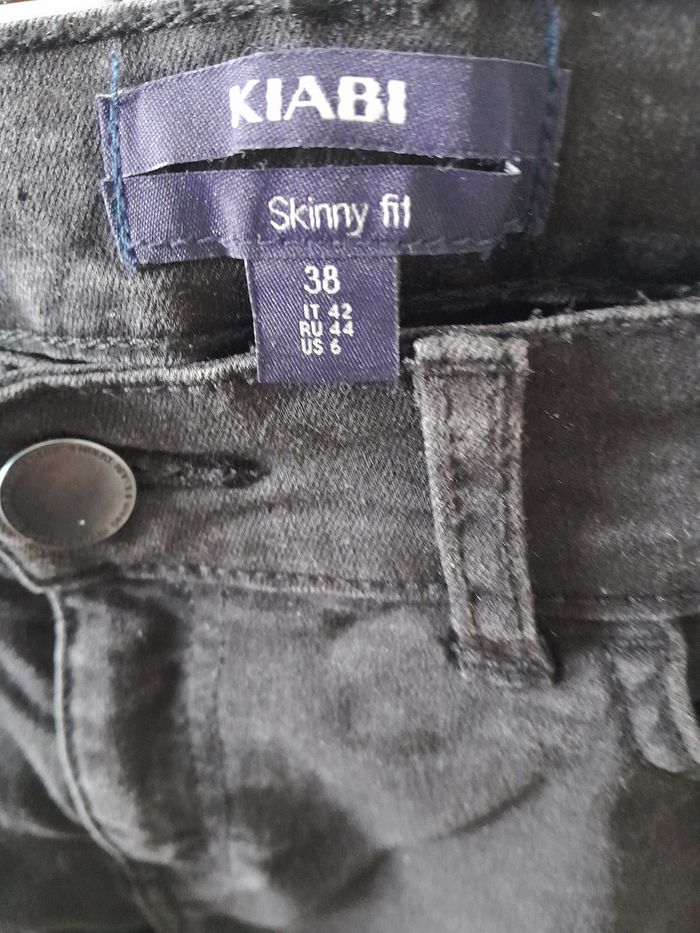 KIABI
Skinny fit
38
IT 42
RU 44
US 6